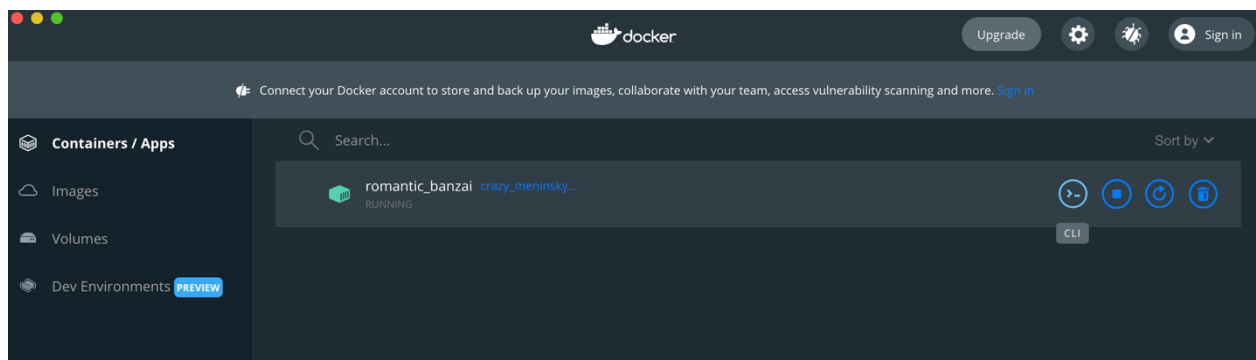 docker
Upgrade
Sign in
Connect your Docker account to store and back up your images, collaborate with your team, access vulnerability scanning and more. Sign in
Containers / Apps
Images
Volumes
Dev Environments PREVIEW
Search...
Sort by
romantic_banzai crazy_meninsky...
RUNNING
CLI